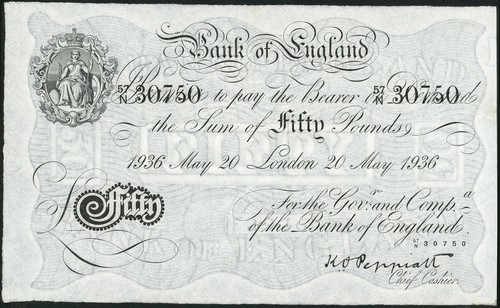 Bank of England
57/N 30750 to pay the Bearer on Demand 57/N 30750
the Sum of Fifty Pounds
1936 May 20 London 20 May 1936
Fifty
For the Govr. and Compa.
of the Bank of England.
57/N 30750
K O Peppiatt
Chief Cashier